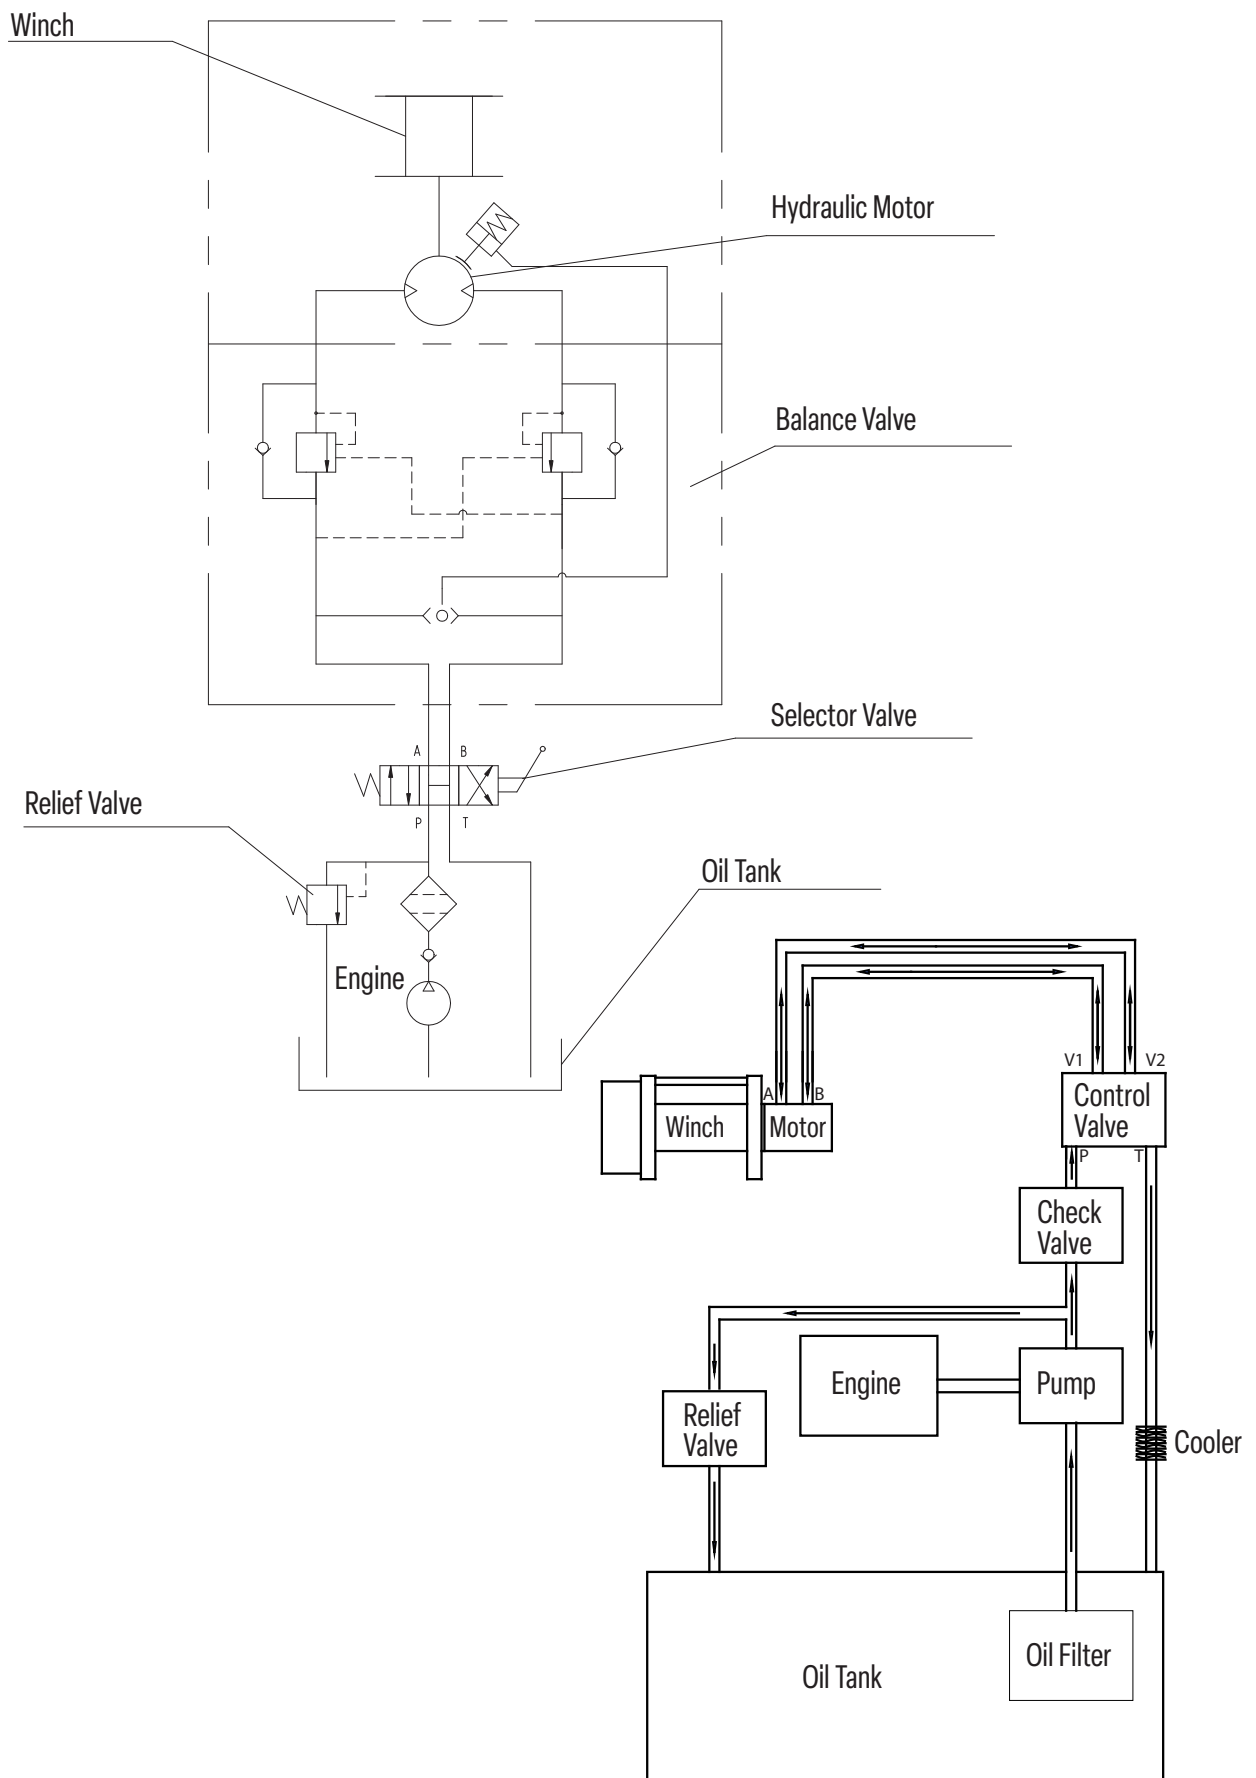 Winch
Hydraulic Motor
Balance Valve
Selector Valve
A B
P T
Relief Valve
Oil Tank
Engine
V1 V2
A B
Control
Valve
Winch
Motor
P T
Check
Valve
Engine
Pump
Relief
Valve
Cooler
Oil Filter
Oil Tank